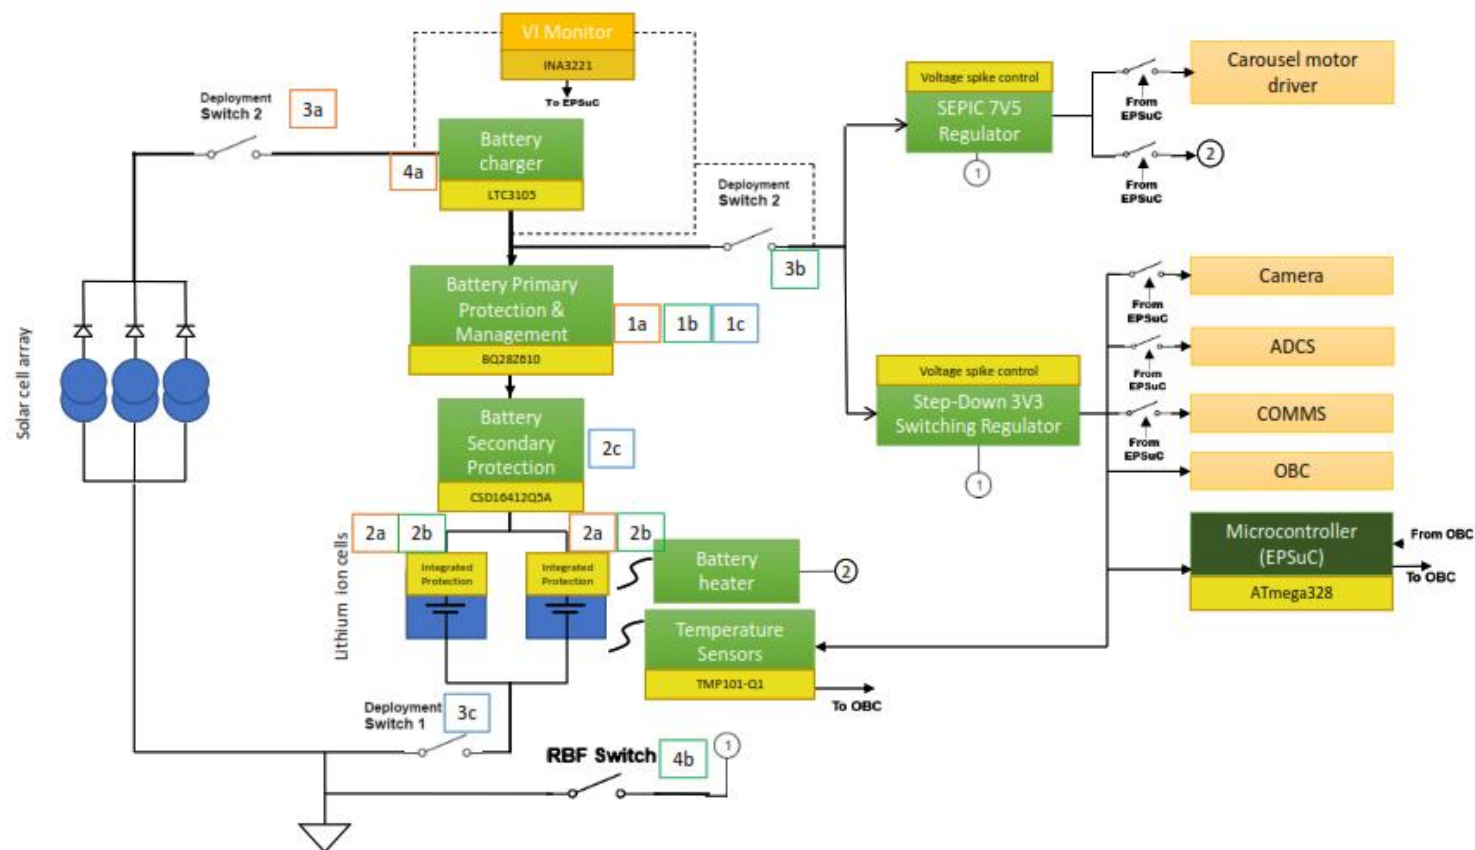 VI Monitor
INA3221
To EPSuC
Deployment
Switch 2
3a
Battery
charger
LTC3105
4a
Deployment
Switch 2
3b
Voltage spike control
SEPIC 7V5
Regulator
1
Carousel motor
driver
From
EPSuC
2
From
EPSuC
Battery Primary
Protection &
Management
BQ28Z610
1a
1b
1c
Solar cell array
Battery
Secondary
Protection
CSD16412Q5A
2c
Voltage spike control
Step-Down 3V3
Switching Regulator
1
Camera
From
EPSuC
ADCS
From
EPSuC
COMMS
From
EPSuC
OBC
Microcontroller
(EPSuC)
ATmega328
From OBC
To OBC
2a
2b
2a
2b
Lithium ion cells
Integrated
Protection
Integrated
Protection
Battery
heater
2
Temperature
Sensors
TMP101-Q1
To OBC
Deployment
Switch 1
3c
RBF Switch
4b
1